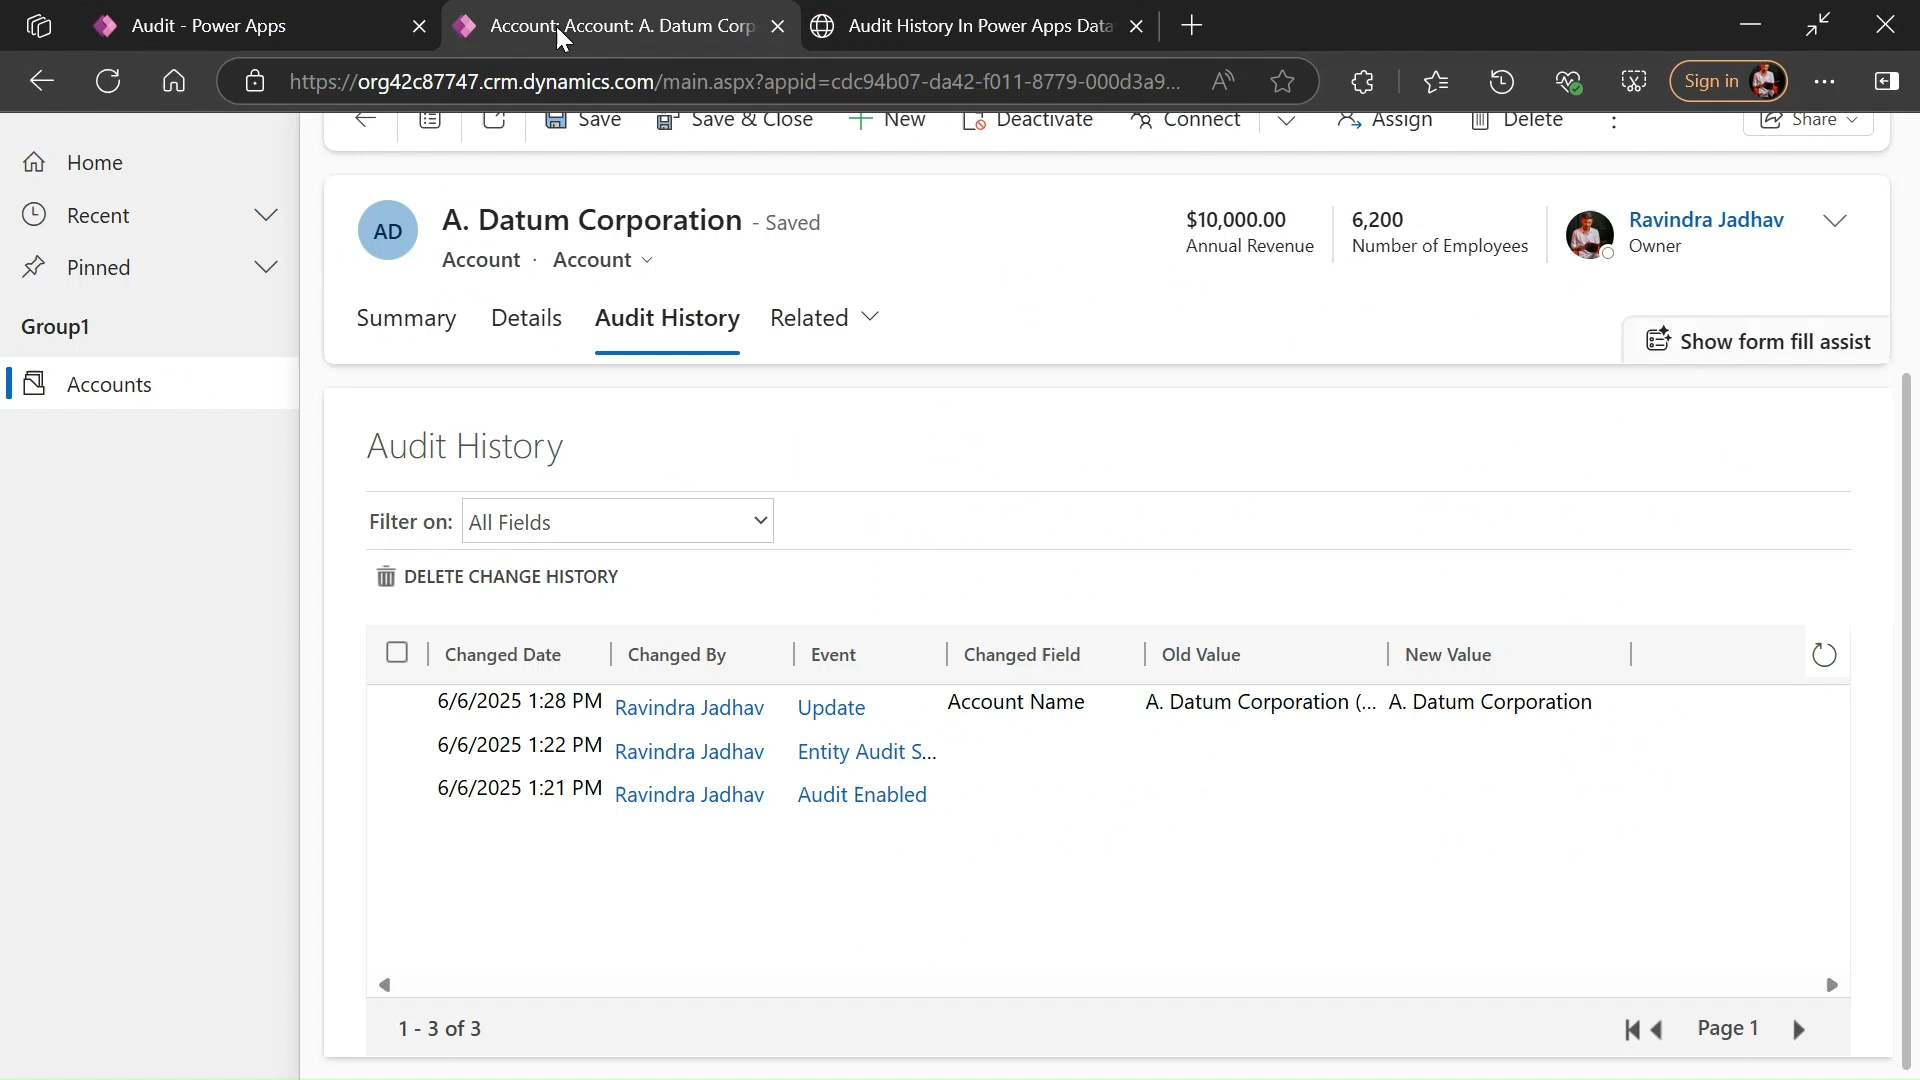 Audit - Power Apps
Account: Account: A. Datum Corp
Audit History In Power Apps Data
https://org42c87747.crm.dynamics.com/main.aspx?appid=cdc94b07-da42-f011-8779-000d3a9...
Sign in
Save
Save & Close
New
Deactivate
Connect
Assign
Delete
Share
Home
Recent
Pinned
Group1
Accounts
AD
A. Datum Corporation - Saved
Account · Account
$10,000.00
Annual Revenue
6,200
Number of Employees
Ravindra Jadhav
Owner
Summary Details Audit History Related
Show form fill assist
Audit History
Filter on: All Fields
DELETE CHANGE HISTORY
Changed Date Changed By Event Changed Field Old Value New Value
6/6/2025 1:28 PM Ravindra Jadhav Update Account Name A. Datum Corporation (... A. Datum Corporation
6/6/2025 1:22 PM Ravindra Jadhav Entity Audit S...
6/6/2025 1:21 PM Ravindra Jadhav Audit Enabled
1 - 3 of 3
Page 1